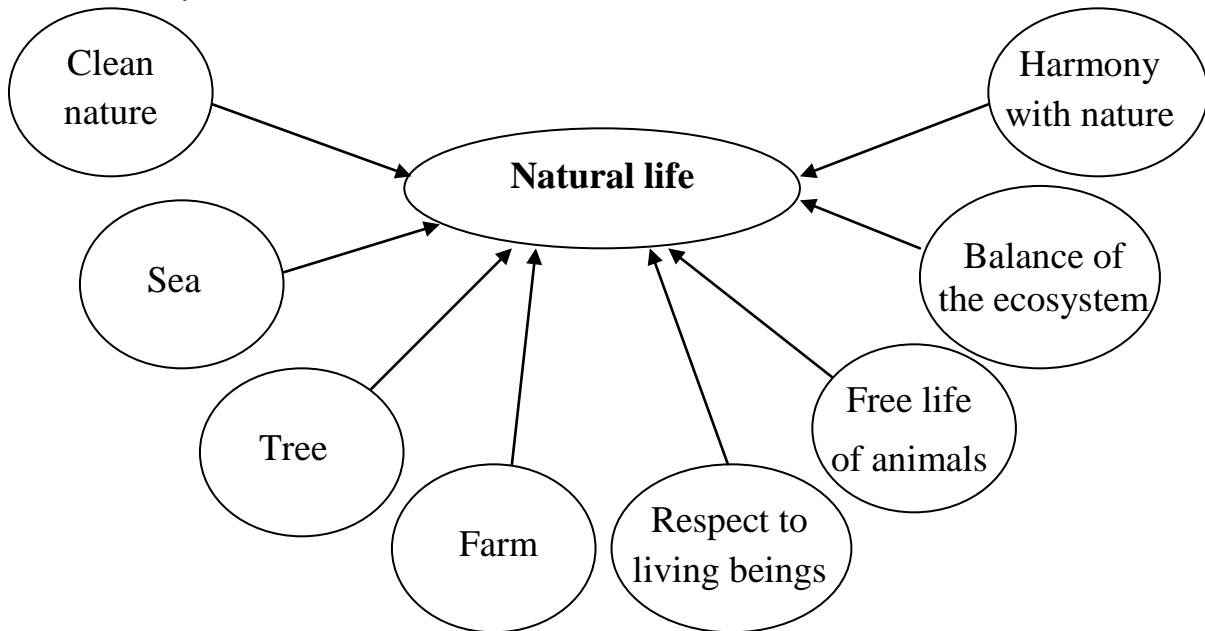 Clean
nature
Harmony
with nature
Natural life
Sea
Balance of
the ecosystem
Tree
Free life
of animals
Farm
Respect to
living beings